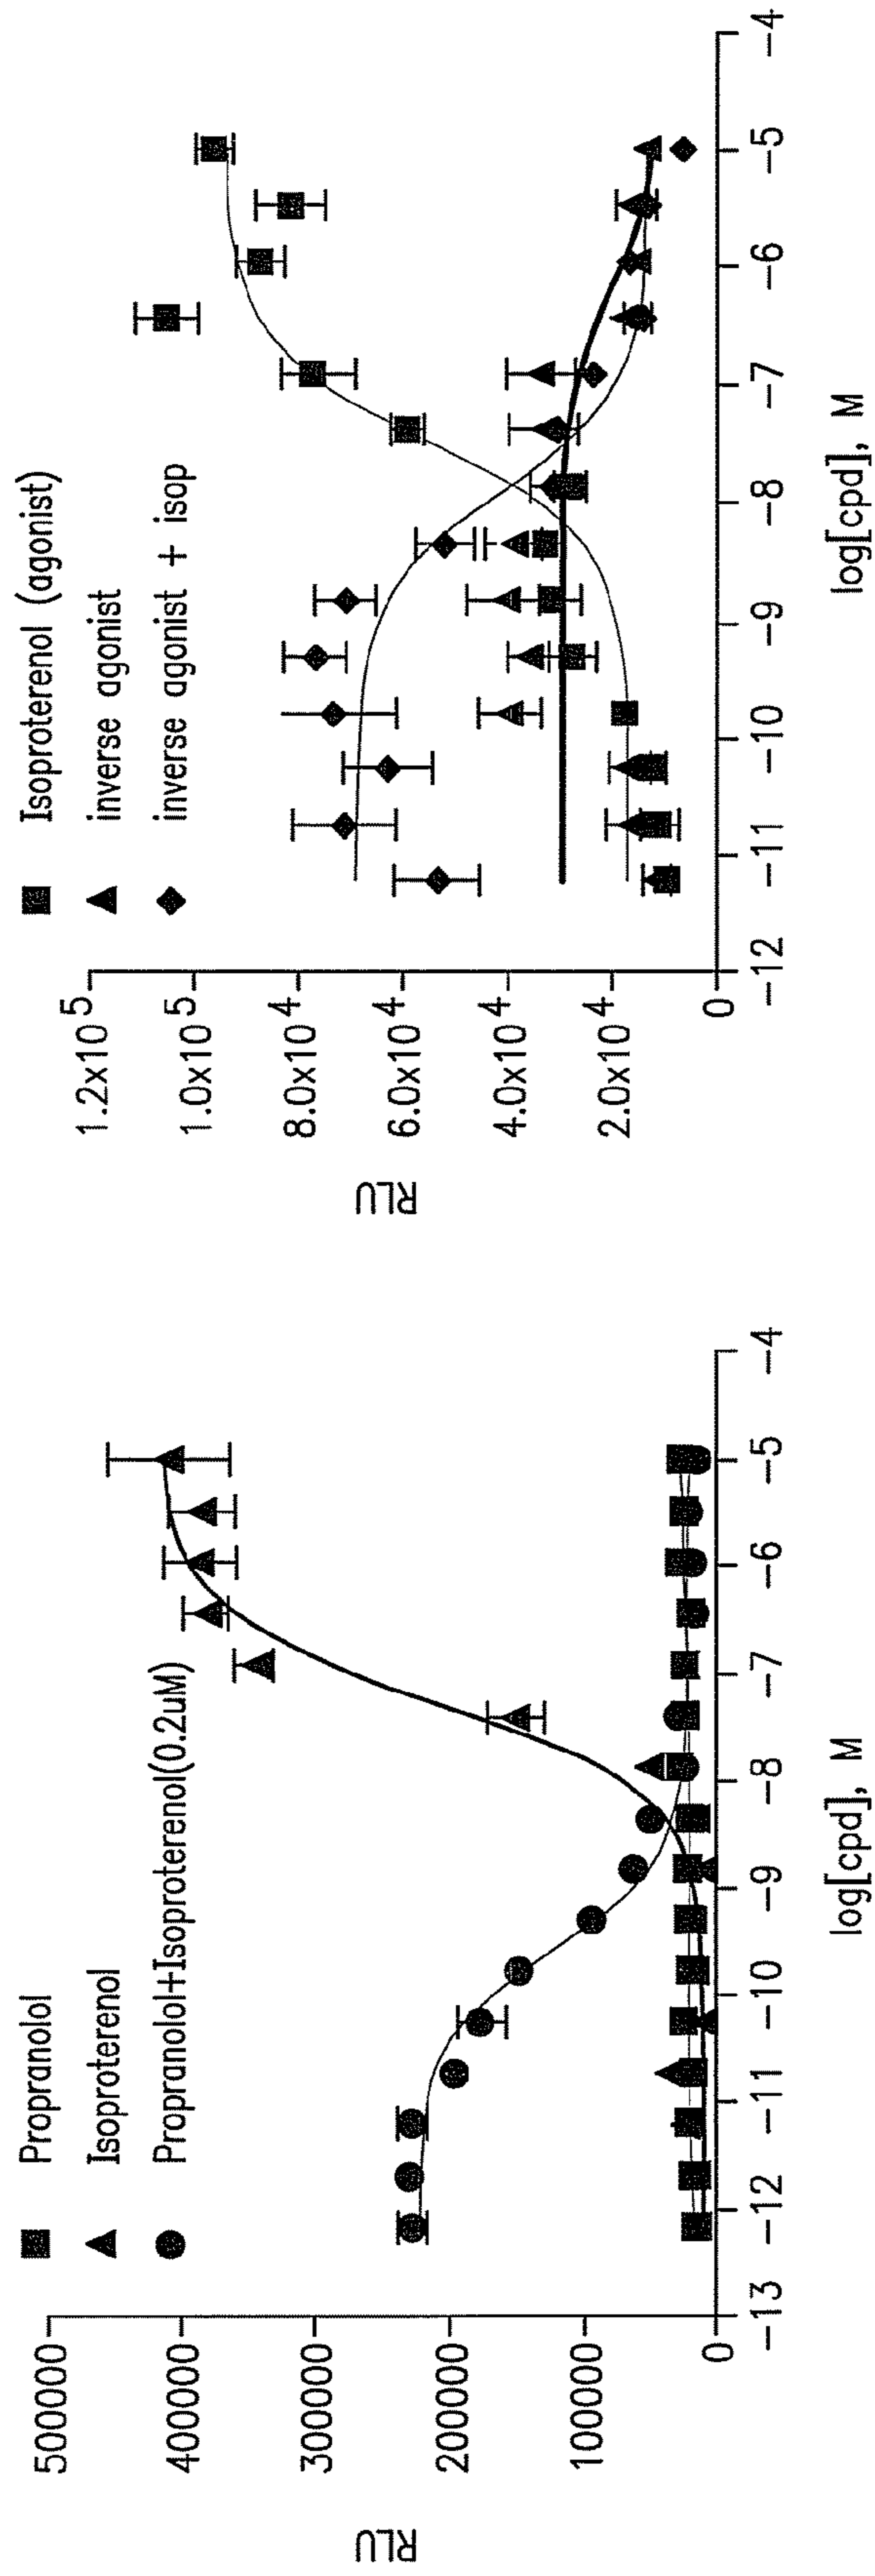 Propranolol
Isoproterenol
Propranolol+Isoproterenol(0.2uM)
500000
400000
300000
200000
100000
0
RLU
-13 -12 -11 -10 -9 -8 -7 -6 -5 -4
log[cpd], M
Isoproterenol (agonist)
inverse agonist
inverse agonist + isop
1.2x10 5
1.0x10 5
8.0x10 4
6.0x10 4
4.0x10 4
2.0x10 4
0
RLU
-12 -11 -10 -9 -8 -7 -6 -5 -4
log[cpd], M